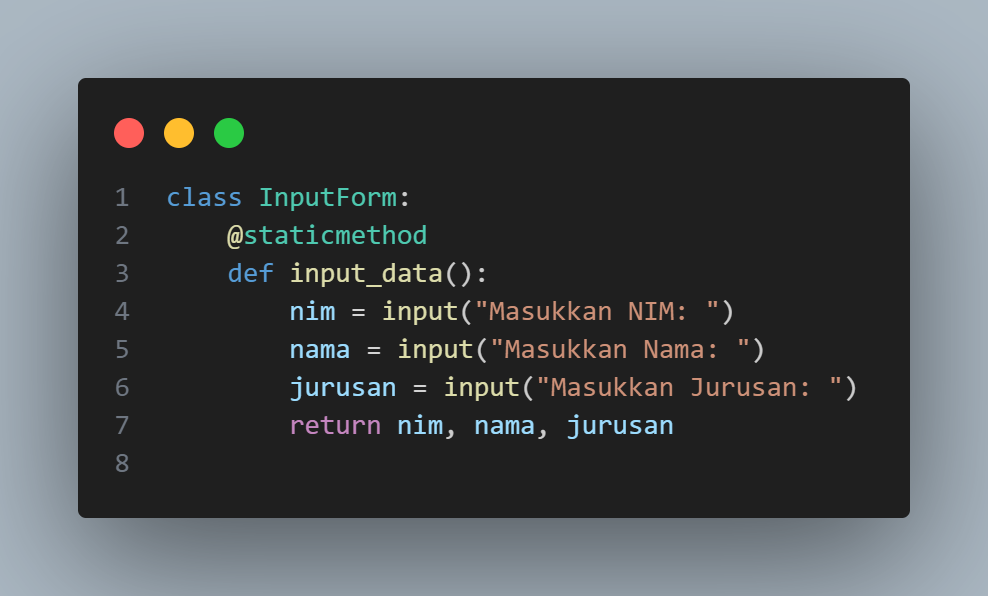 1 class InputForm:
2     @staticmethod
3     def input_data():
4         nim = input("Masukkan NIM: ")
5         nama = input("Masukkan Nama: ")
6         jurusan = input("Masukkan Jurusan: ")
7         return nim, nama, jurusan
8